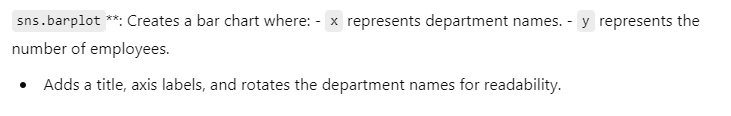 sns.barplot **: Creates a bar chart where: - x represents department names. - y represents the
number of employees.
• Adds a title, axis labels, and rotates the department names for readability.